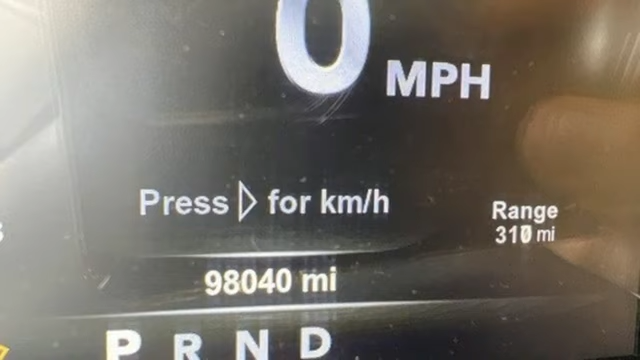 0 MPH
Press ▷ for km/h
Range
310 mi
98040 mi
P R N D